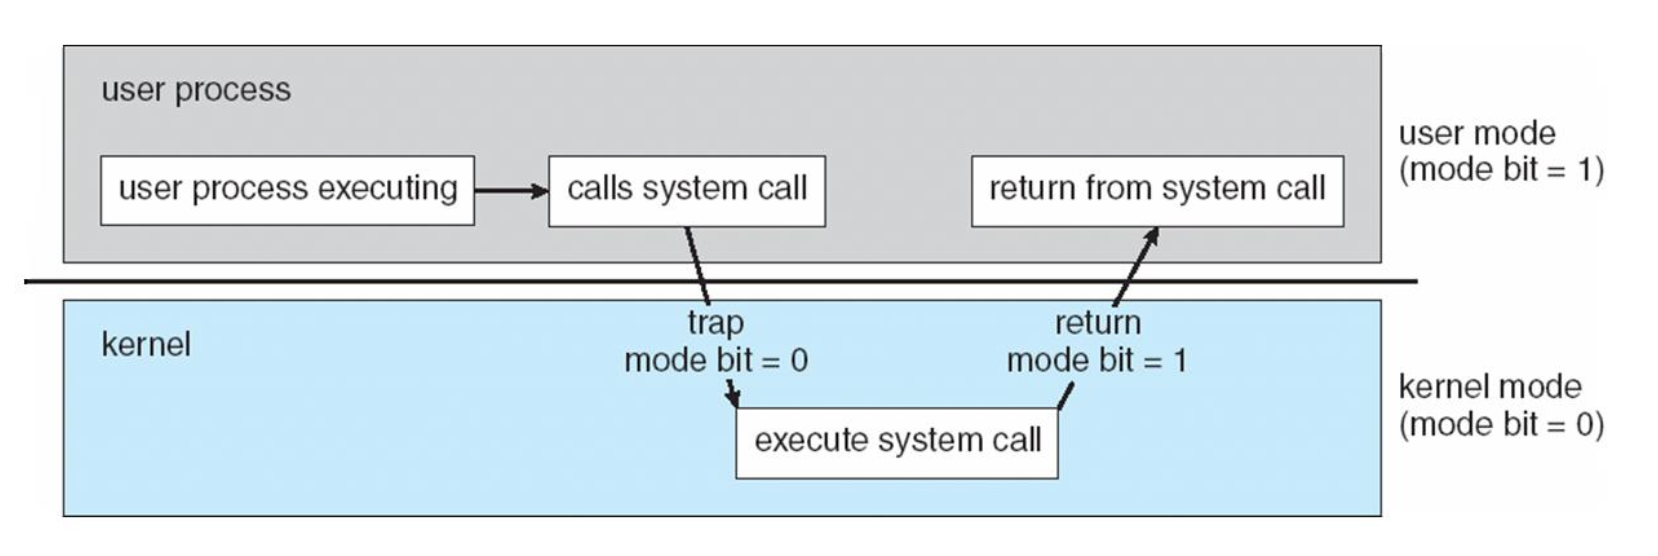 user process
user process executing
calls system call
return from system call
user mode
(mode bit = 1)
kernel
trap
mode bit = 0
return
mode bit = 1
execute system call
kernel mode
(mode bit = 0)